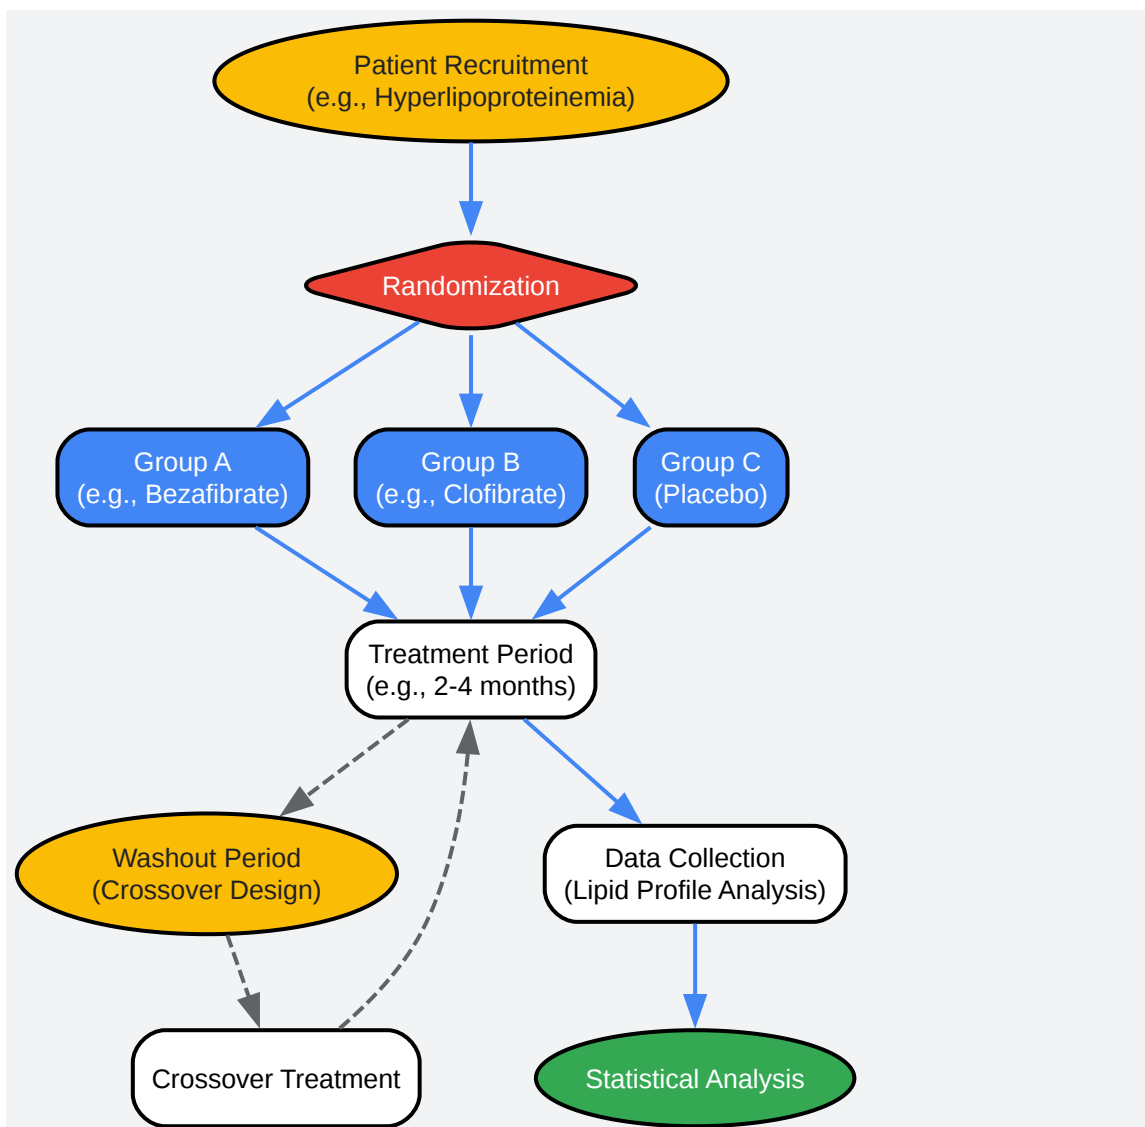 Patient Recruitment
(e.g., Hyperlipoproteinemia)
Randomization
Group A
(e.g., Bezafibrate)
Group B
(e.g., Clofibrate)
Group C
(Placebo)
Treatment Period
(e.g., 2-4 months)
Washout Period
(Crossover Design)
Data Collection
(Lipid Profile Analysis)
Crossover Treatment
Statistical Analysis